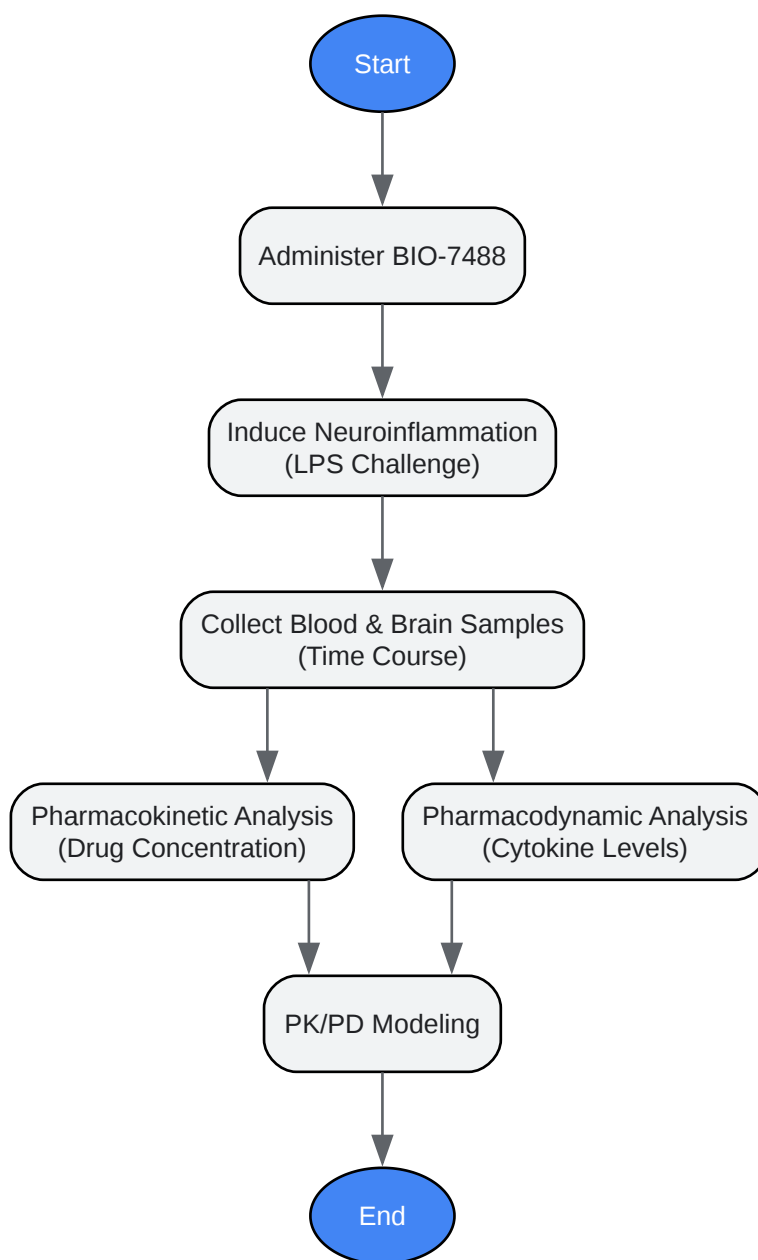 Start
Administer BIO-7488
Induce Neuroinflammation
(LPS Challenge)
Collect Blood & Brain Samples
(Time Course)
Pharmacokinetic Analysis
(Drug Concentration)
Pharmacodynamic Analysis
(Cytokine Levels)
PK/PD Modeling
End